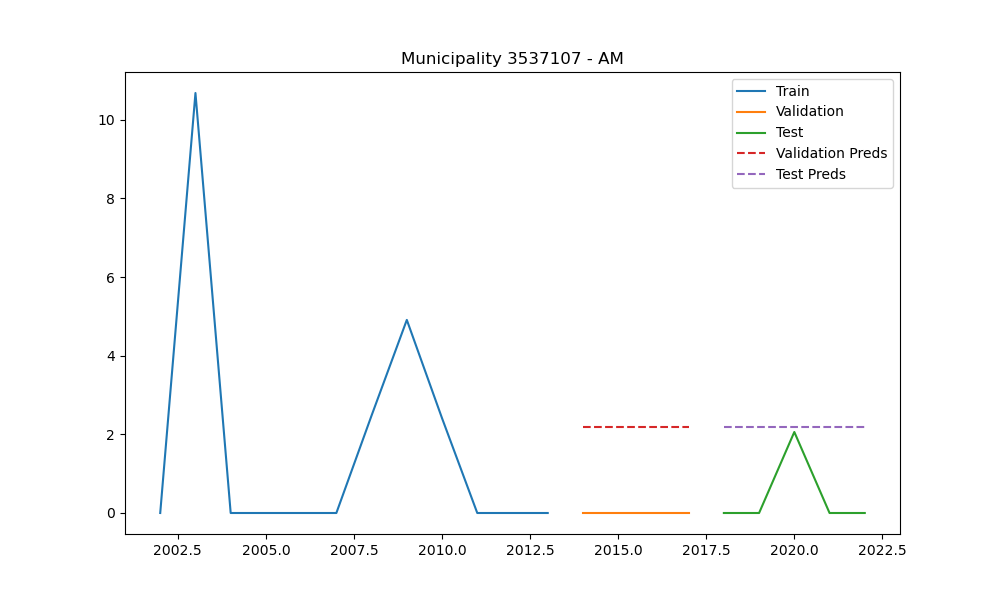 Municipality 3537107 - AM
Train
Validation
Test
Validation Preds
Test Preds
10
8
6
4
2
0
2002.5 2005.0 2007.5 2010.0 2012.5 2015.0 2017.5 2020.0 2022.5